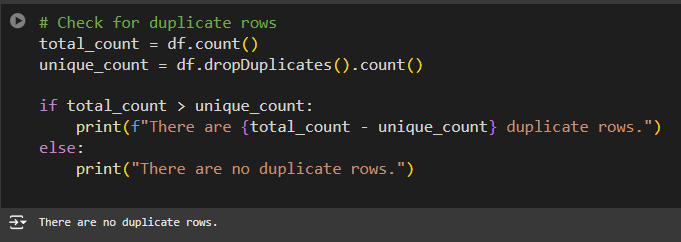 # Check for duplicate rows
total_count = df.count()
unique_count = df.dropDuplicates().count()

if total_count > unique_count:
    print(f"There are {total_count - unique_count} duplicate rows.")
else:
    print("There are no duplicate rows.")
There are no duplicate rows.